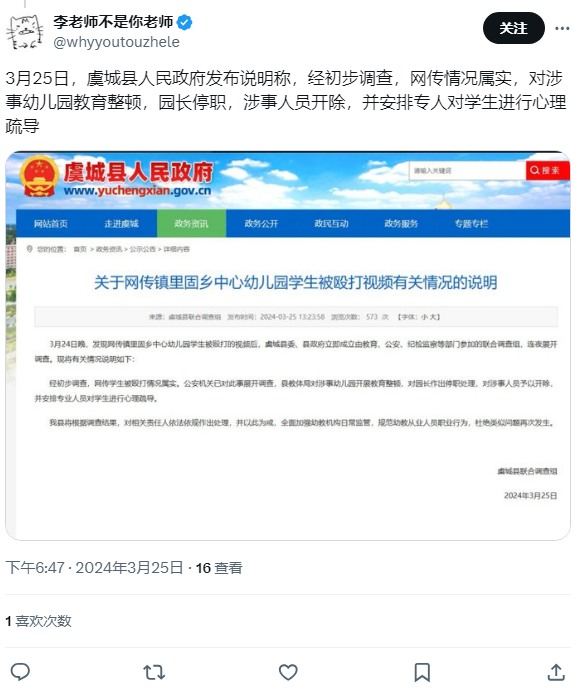 李老师不是你老师
@whyyoutouzhele
关注
3月25日，虞城县人民政府发布说明称，经初步调查，网传情况属实，对涉
事幼儿园教育整顿，园长停职，涉事人员开除，并安排专人对学生进行心理
疏导
虞城县人民政府
www.yuchengxian.gov.cn
请输入关键词
搜索
网站首页 走进虞城 政务资讯 政务公开 政民互动 政务服务 专题专栏
您的位置： 首页 > 政务资讯 > 公示公告 > 详细内容
关于网传镇里固乡中心幼儿园学生被殴打视频有关情况的说明
来源：虞城县联合调查组 发布时间：2024-03-25 13:23:58 浏览次数： 573 次 【字体：小 大】
3月24日晚，发现网传镇里固乡中心幼儿园学生被殴打的视频后，虞城县委、县政府立即成立由教育、公安、纪检监察等部门参加的联合调查组，连夜展开
调查。现将有关情况说明如下：
经初步调查，网传学生被殴打情况属实。公安机关已对此事展开调查，县教体局对涉事幼儿园开展教育整顿，对园长作出停职处理，对涉事人员予以开除，
并安排专业人员对学生进行心理疏导。
我县将根据调查结果，对相关责任人依法依规作出处理，并以此为戒，全面加强幼教机构日常监管，规范幼教从业人员职业行为，杜绝类似问题再次发生。
虞城县联合调查组
2024年3月25日
下午6:47 · 2024年3月25日 · 16 查看
1 喜欢次数